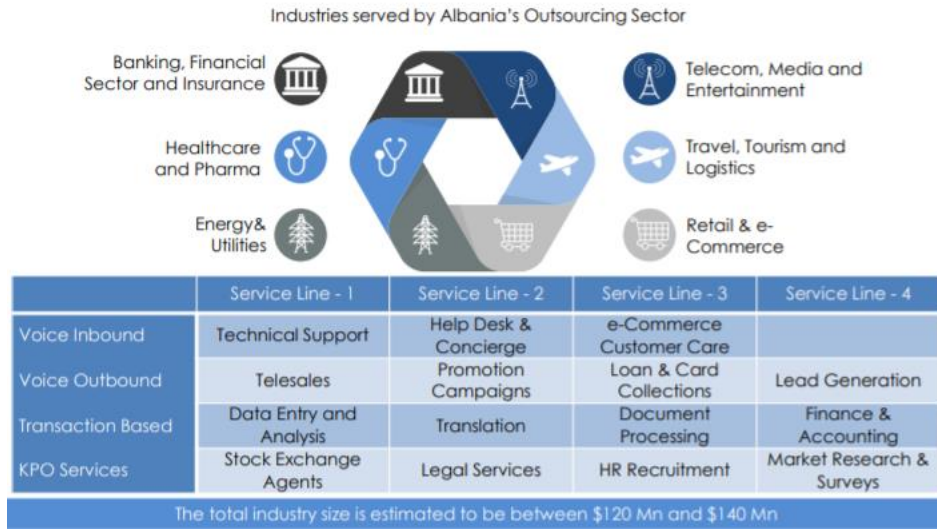 Industries served by Albania's Outsourcing Sector
Banking, Financial
Sector and Insurance
Telecom, Media and
Entertainment
Healthcare
and Pharma
Travel, Tourism and
Logistics
Energy&
Utilities
Retail & e-
Commerce
Service Line - 1
Service Line - 2
Service Line - 3
Service Line - 4
Voice Inbound
Technical Support
Help Desk &
Concierge
e-Commerce
Customer Care
Voice Outbound
Telesales
Promotion
Campaigns
Loan & Card
Collections
Lead Generation
Transaction Based
Data Entry and
Analysis
Translation
Document
Processing
Finance &
Accounting
KPO Services
Stock Exchange
Agents
Legal Services
HR Recruitment
Market Research &
Surveys
The total industry size is estimated to be between $120 Mn and $140 Mn